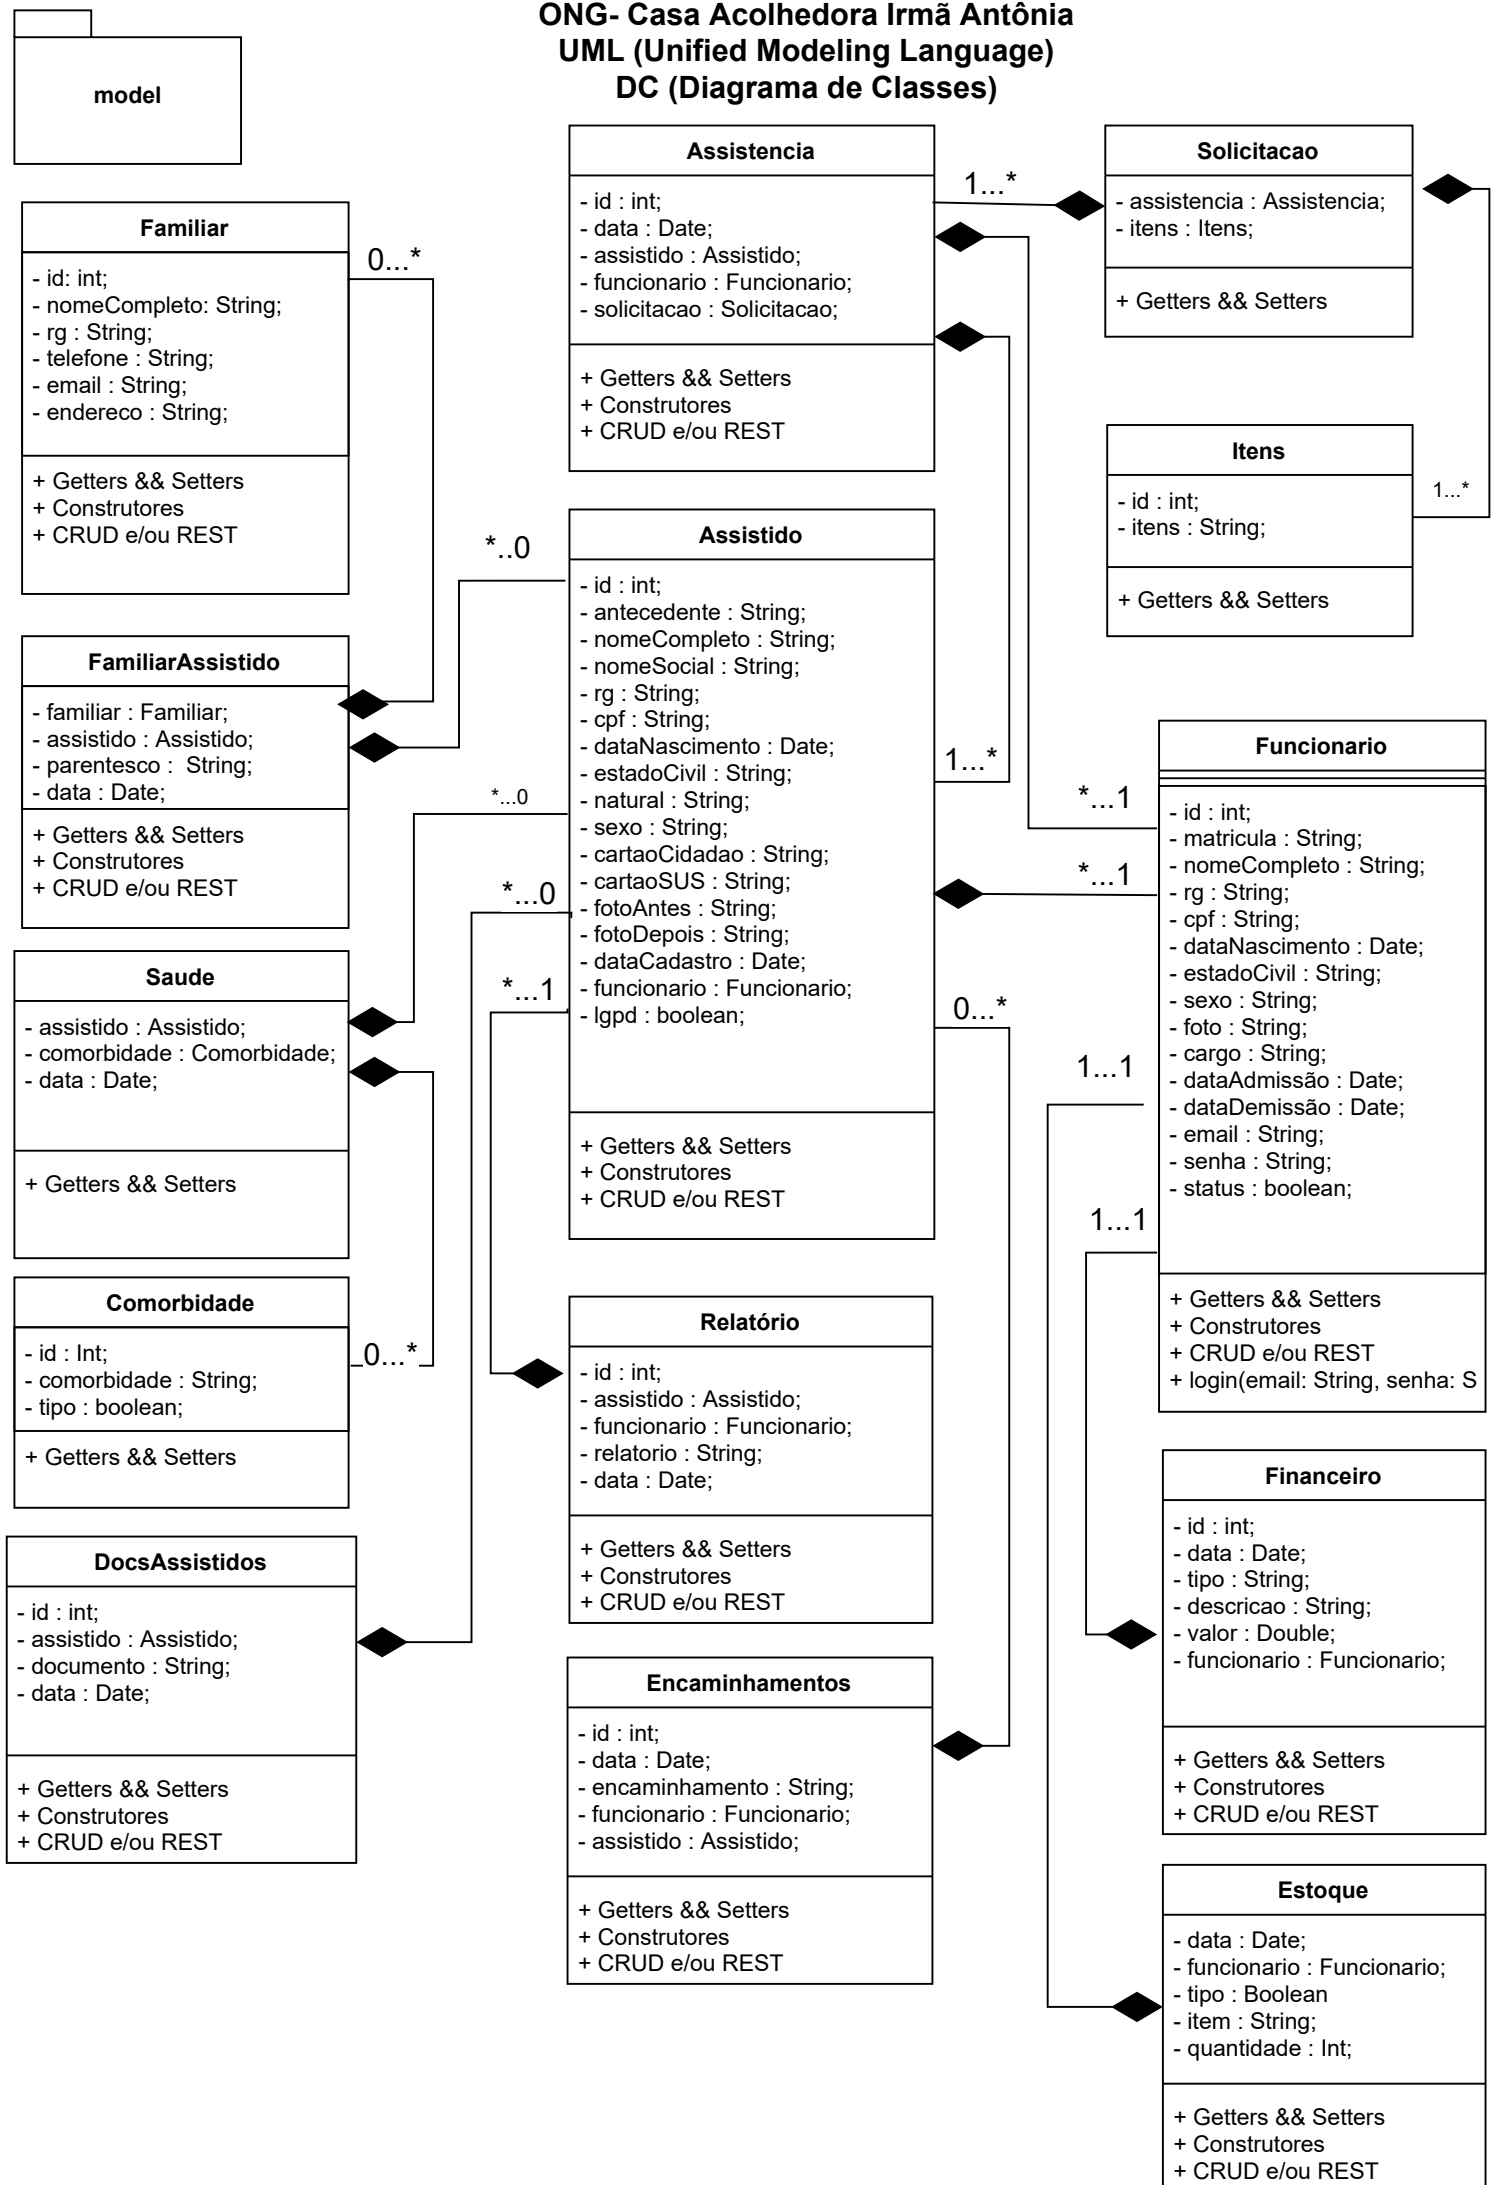 ONG- Casa Acolhedora Irmã Antônia
UML (Unified Modeling Language)
DC (Diagrama de Classes)
model
Familiar
- id: int;
- nomeCompleto: String;
- rg : String;
- telefone : String;
- email : String;
- endereco : String;
+ Getters && Setters
+ Construtores
+ CRUD e/ou REST
0...*
FamiliarAssistido
- familiar : Familiar;
- assistido : Assistido;
- parentesco :  String;
- data : Date;
+ Getters && Setters
+ Construtores
+ CRUD e/ou REST
*..0
Saude
- assistido : Assistido;
- comorbidade : Comorbidade;
- data : Date;
+ Getters && Setters
*...0
Comorbidade
- id : Int;
- comorbidade : String;
- tipo : boolean;
+ Getters && Setters
0...*
DocsAssistidos
- id : int;
- assistido : Assistido;
- documento : String;
- data : Date;
+ Getters && Setters
+ Construtores
+ CRUD e/ou REST
*...0
*...1
Assistencia
- id : int;
- data : Date;
- assistido : Assistido;
- funcionario : Funcionario;
- solicitacao : Solicitacao;
+ Getters && Setters
+ Construtores
+ CRUD e/ou REST
1...*
Assistido
- id : int;
- antecedente : String;
- nomeCompleto : String;
- nomeSocial : String;
- rg : String;
- cpf : String;
- dataNascimento : Date;
- estadoCivil : String;
- natural : String;
- sexo : String;
- cartaoCidadao : String;
- cartaoSUS : String;
- fotoAntes : String;
- fotoDepois : String;
- dataCadastro : Date;
- funcionario : Funcionario;
- lgpd : boolean;
+ Getters && Setters
+ Construtores
+ CRUD e/ou REST
1...*
0...*
Relatório
- id : int;
- assistido : Assistido;
- funcionario : Funcionario;
- relatorio : String;
- data : Date;
+ Getters && Setters
+ Construtores
+ CRUD e/ou REST
Encaminhamentos
- id : int;
- data : Date;
- encaminhamento : String;
- funcionario : Funcionario;
- assistido : Assistido;
+ Getters && Setters
+ Construtores
+ CRUD e/ou REST
Solicitacao
- assistencia : Assistencia;
- itens : Itens;
+ Getters && Setters
Itens
- id : int;
- itens : String;
+ Getters && Setters
1...*
Funcionario
- id : int;
- matricula : String;
- nomeCompleto : String;
- rg : String;
- cpf : String;
- dataNascimento : Date;
- estadoCivil : String;
- sexo : String;
- foto : String;
- cargo : String;
- dataAdmissão : Date;
- dataDemissão : Date;
- email : String;
- senha : String;
- status : boolean;
+ Getters && Setters
+ Construtores
+ CRUD e/ou REST
+ login(email: String, senha: S
*...1
*...1
1...1
1...1
Financeiro
- id : int;
- data : Date;
- tipo : String;
- descricao : String;
- valor : Double;
- funcionario : Funcionario;
+ Getters && Setters
+ Construtores
+ CRUD e/ou REST
Estoque
- data : Date;
- funcionario : Funcionario;
- tipo : Boolean
- item : String;
- quantidade : Int;
+ Getters && Setters
+ Construtores
+ CRUD e/ou REST